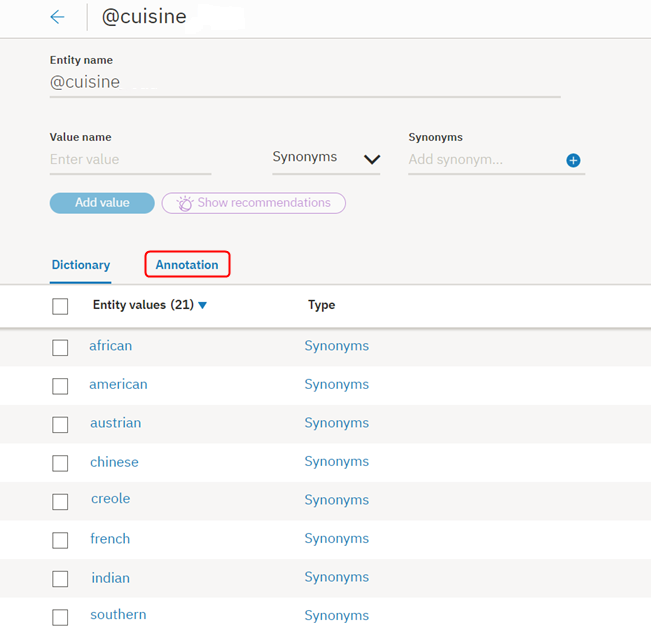 @cuisine
Entity name
@cuisine
Value name
Synonyms
Enter value
Synonyms
Add synonym...
Add value
Show recommendations
Dictionary
Annotation
Entity values (21)
Type
african
Synonyms
american
Synonyms
austrian
Synonyms
chinese
Synonyms
creole
Synonyms
french
Synonyms
indian
Synonyms
southern
Synonyms